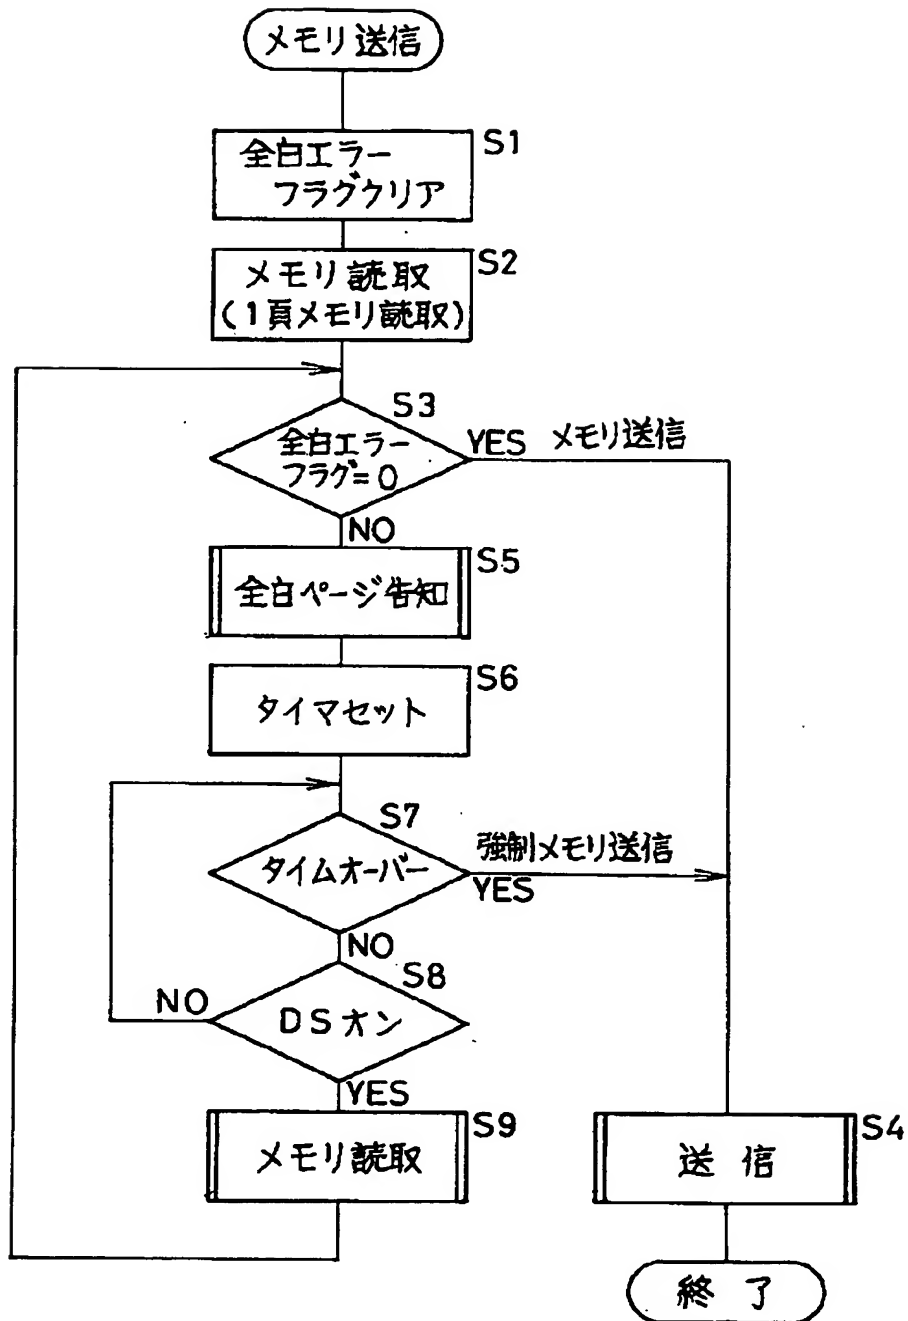 メモリ送信
S1
全白エラー
フラグクリア
S2
メモリ読取
(1頁メモリ読取)
S3
全白エラー
フラグ=0
YES メモリ送信
NO
S5
全白ページ告知
S6
タイマセット
S7
タイムオーバー
強制メモリ送信
YES
NO
S8
NO
DSオン
YES
S9
メモリ読取
S4
送信
終了